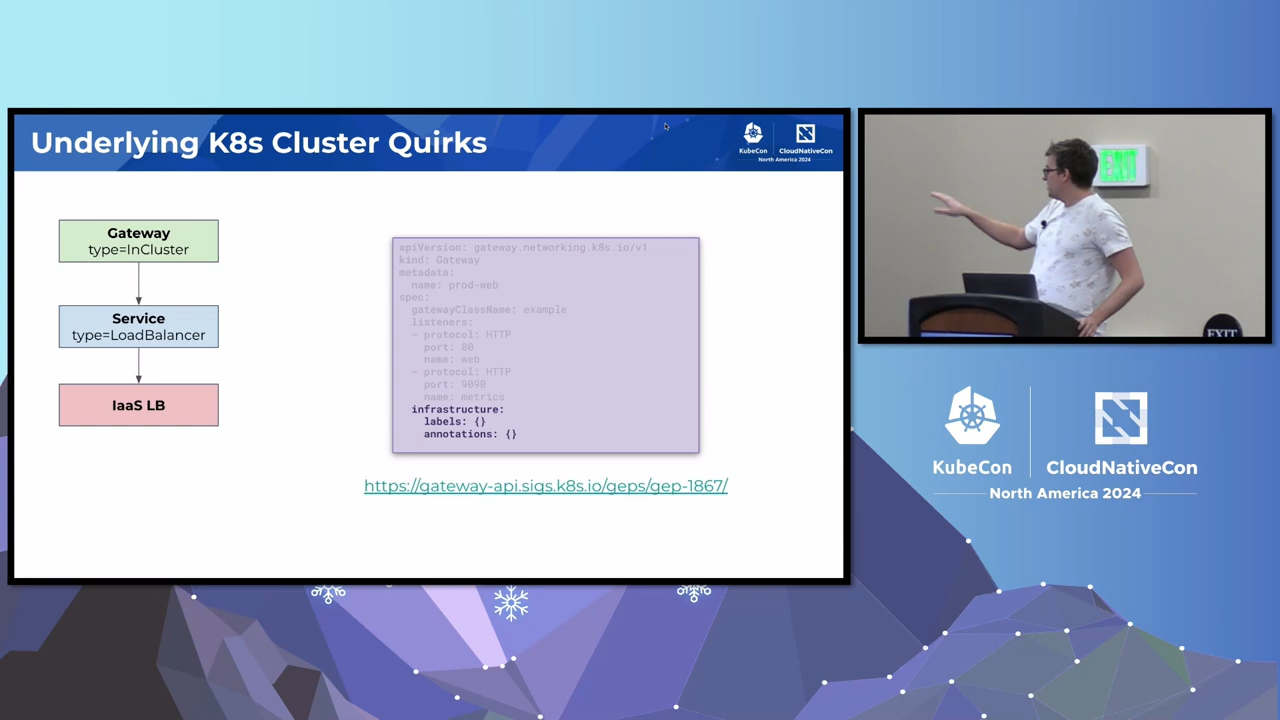 Underlying K8s Cluster Quirks
KubeCon
CloudNativeCon
North America 2024
Gateway
type=InCluster
Service
type=LoadBalancer
IaaS LB
apiVersion: gateway.networking.k8s.io/v1
kind: Gateway
metadata:
  name: prod-web
spec:
  gatewayClassName: example
  listeners:
  - protocol: HTTP
    port: 80
    name: web
  - protocol: HTTP
    port: 9090
    name: metrics
  infrastructure:
    labels: {}
    annotations: {}
https://gateway-api.sigs.k8s.io/geps/gep-1867/
EXIT
EXIT
KubeCon
CloudNativeCon
North America 2024